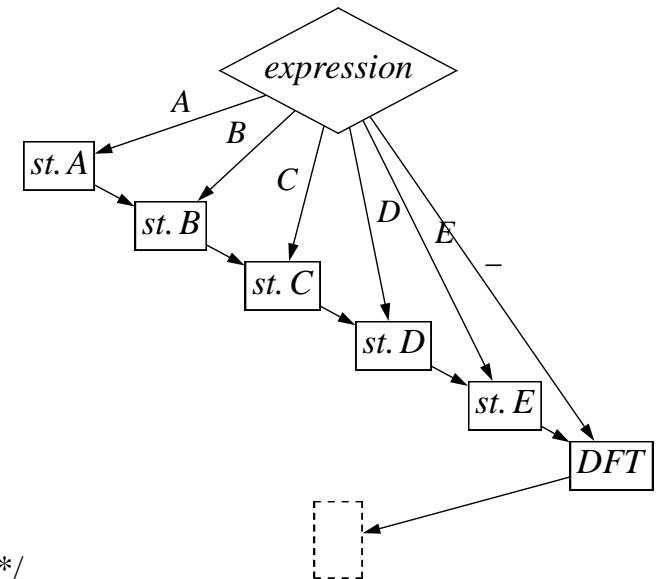 expression
A
B
C
D
E
–
st. A
st. B
st. C
st. D
st. E
DFT
*/